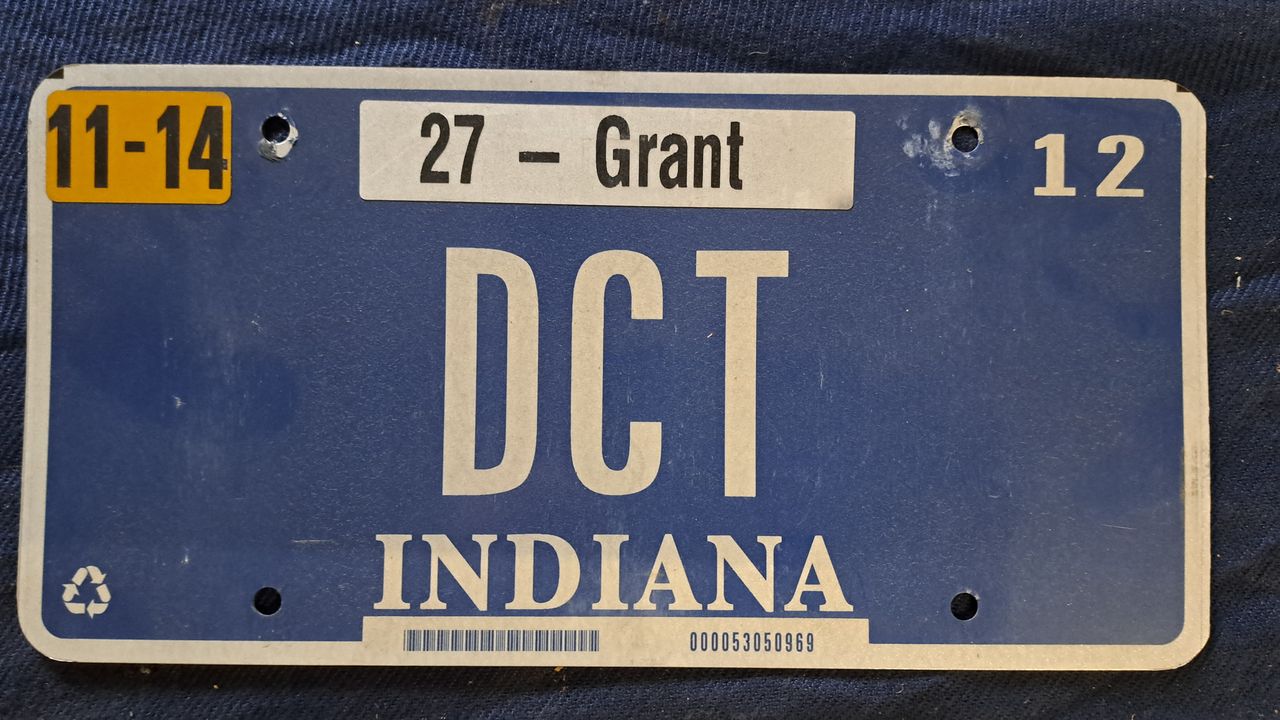 11-14 27 – Grant 12
DCT
INDIANA
000053050969